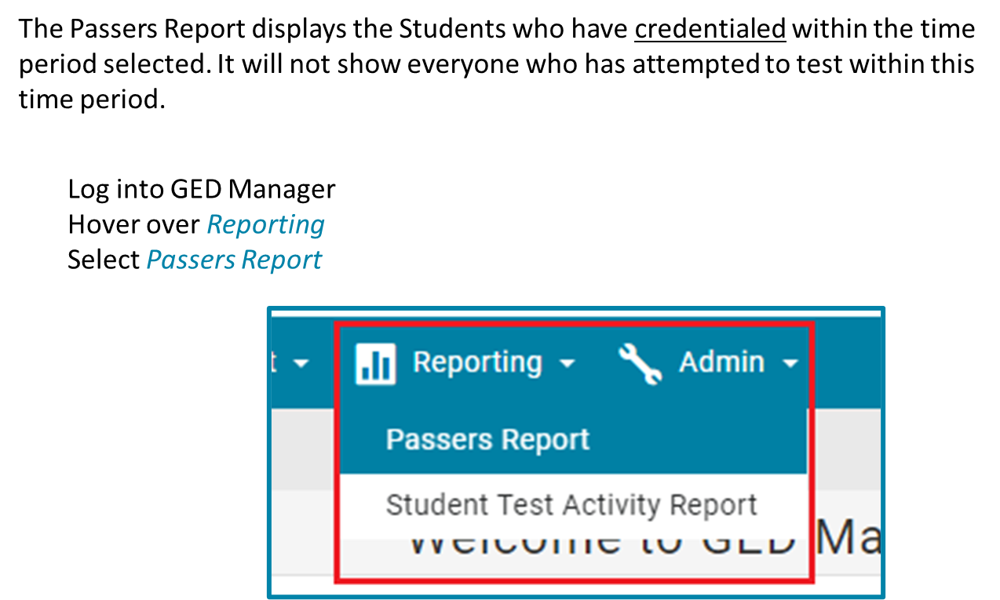 The Passers Report displays the Students who have credentialed within the time
period selected. It will not show everyone who has attempted to test within this
time period.
Log into GED Manager
Hover over Reporting
Select Passers Report
t Reporting Admin
Passers Report
Student Test Activity Report
Welcome to GED Ma